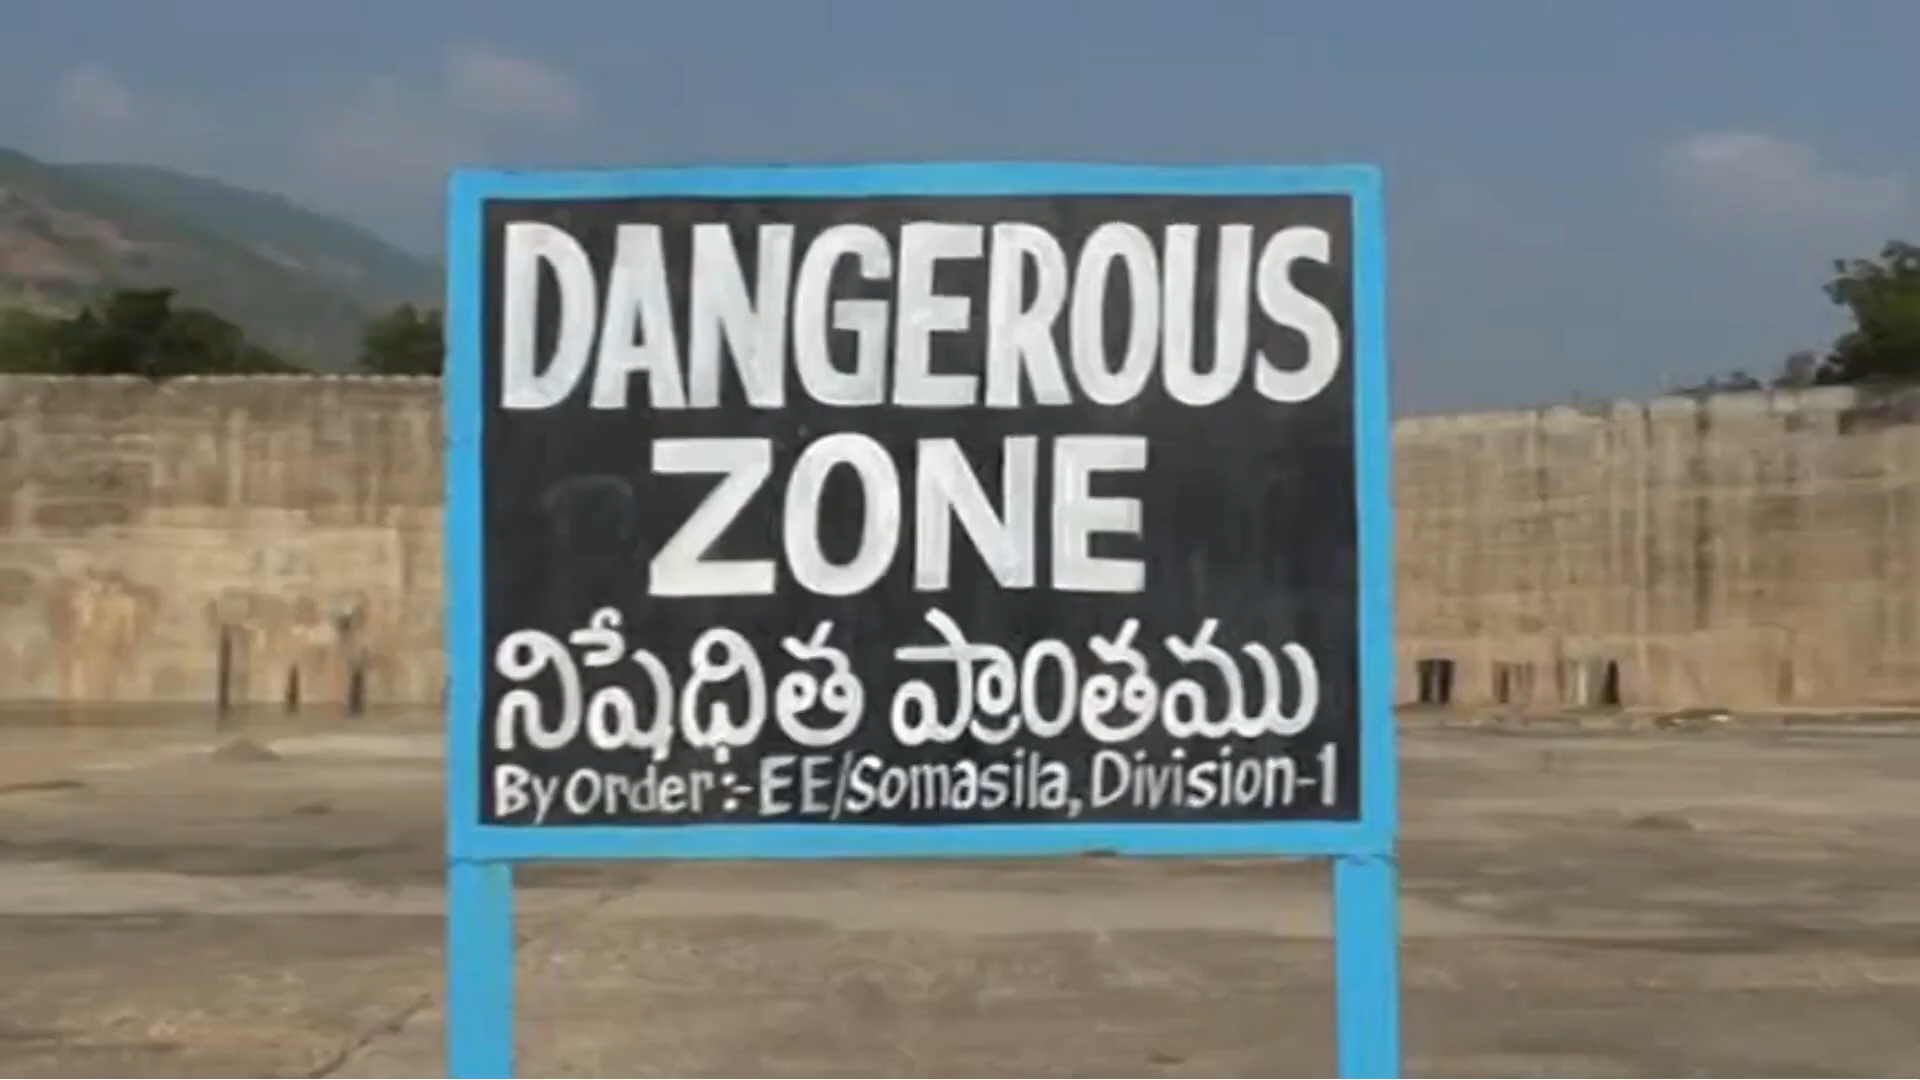 DANGEROUS
ZONE
నిషేధిత ప్రాంతము
By Order:- EE/Somasila, Division-1